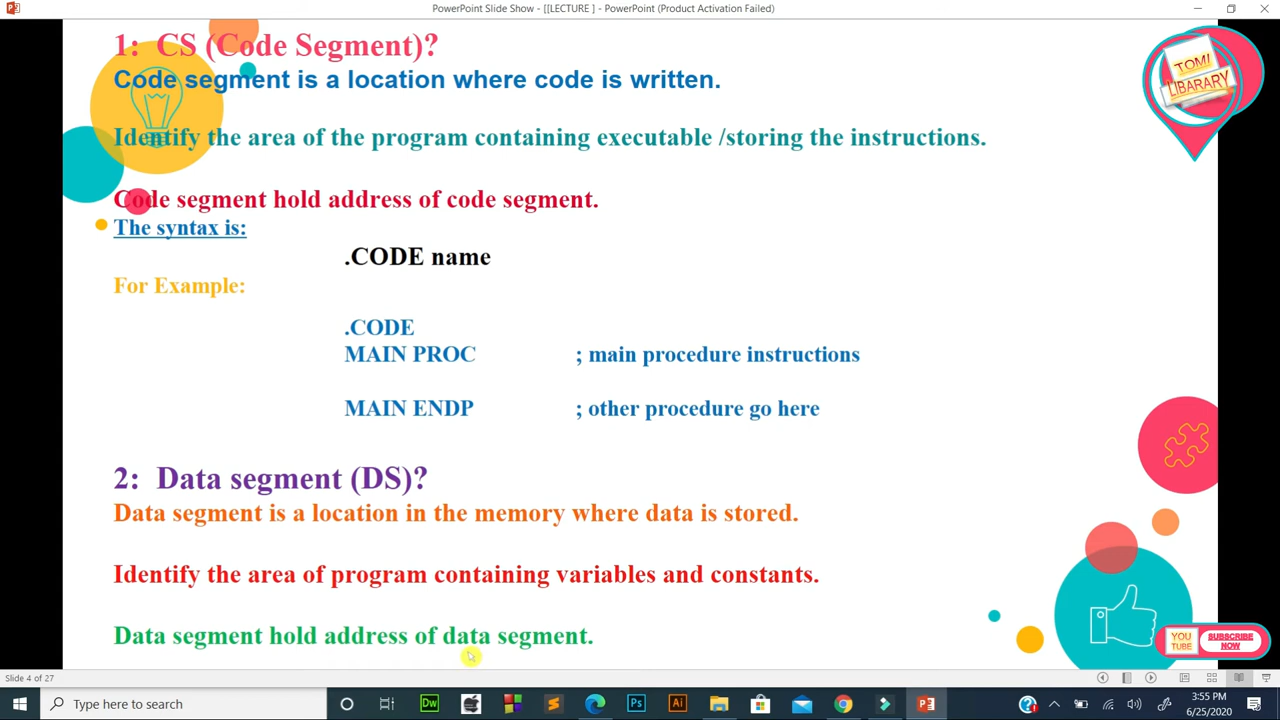 PowerPoint Slide Show - [[LECTURE ] - PowerPoint (Product Activation Failed)
1: CS (Code Segment)?
Code segment is a location where code is written.
Identify the area of the program containing executable /storing the instructions.
Code segment hold address of code segment.
The syntax is:
.CODE name
For Example:
.CODE
MAIN PROC ; main procedure instructions
MAIN ENDP ; other procedure go here
2: Data segment (DS)?
Data segment is a location in the memory where data is stored.
Identify the area of program containing variables and constants.
Data segment hold address of data segment.
TOMI
LIBARARY
YOU
TUBE
SUBSCRIBE
NOW
Slide 4 of 27
Type here to search
Dw
Ps
Ai
3:55 PM
6/25/2020